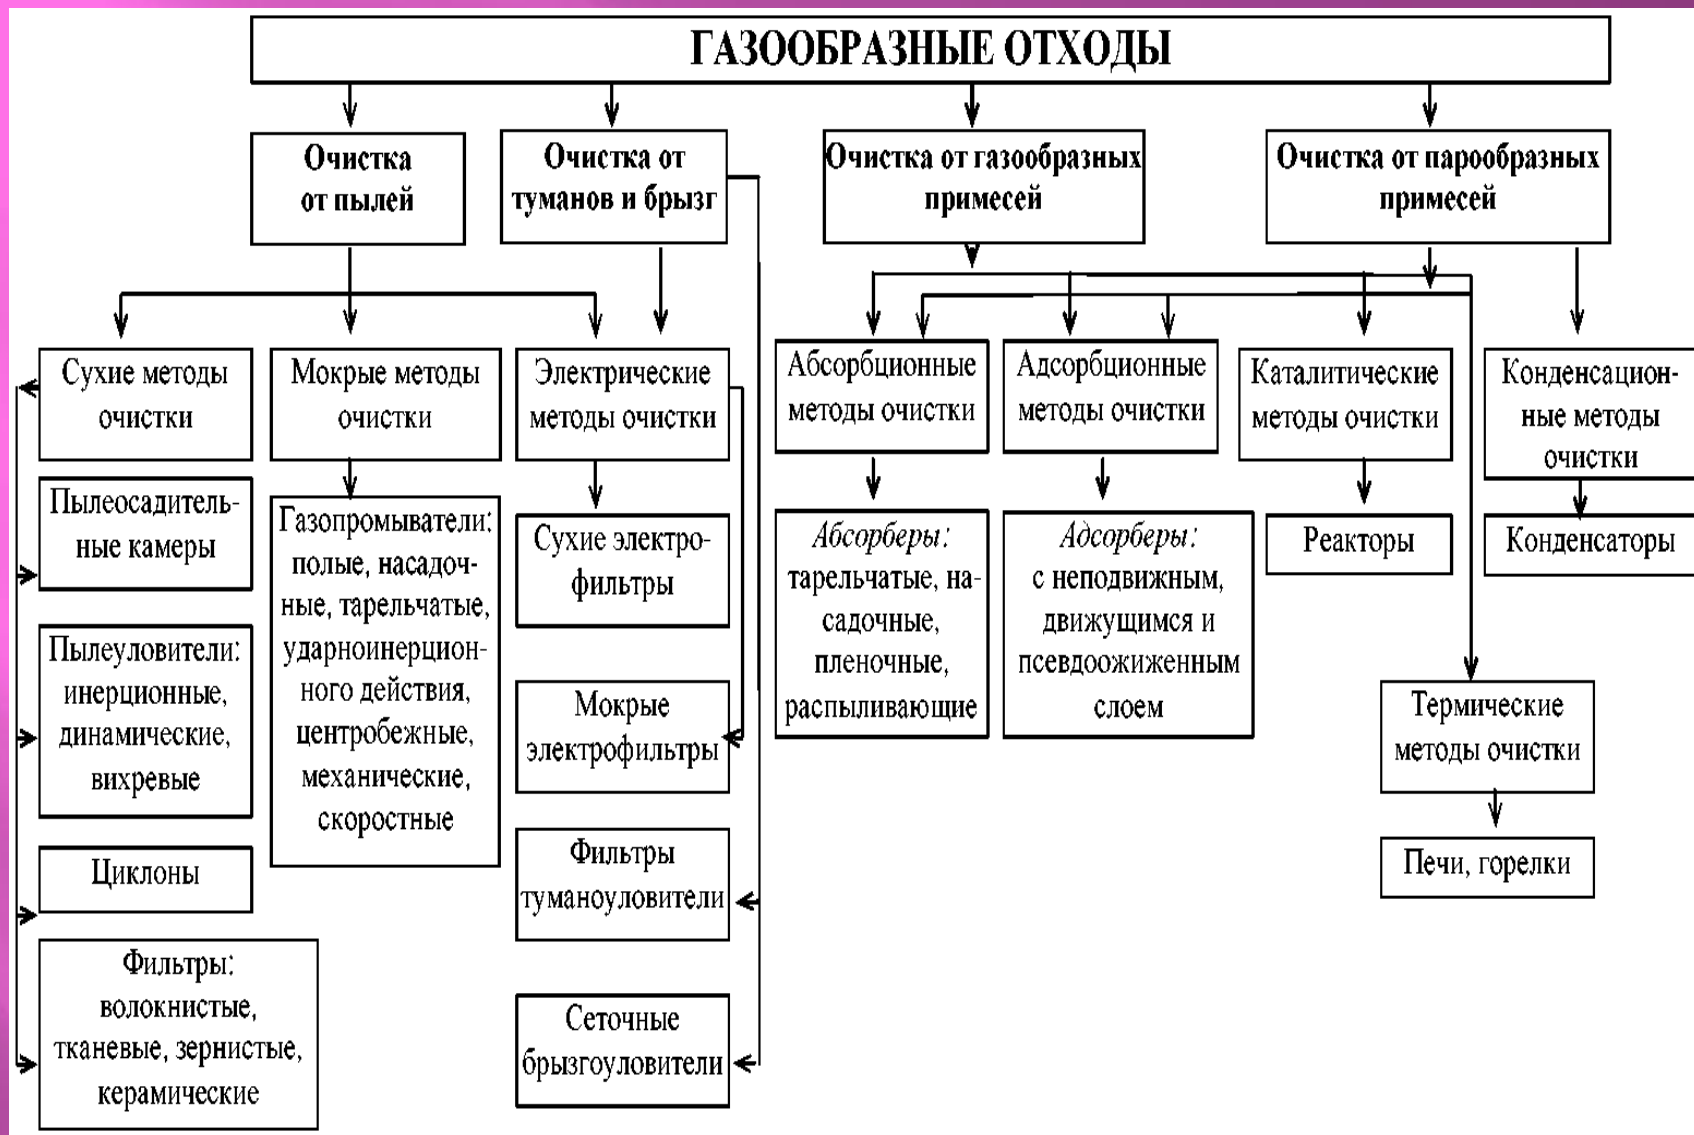 ГАЗООБРАЗНЫЕ ОТХОДЫ
Очистка
от пылей
Очистка от
туманов и брызг
Очистка от газообразных
примесей
Очистка от парообразных
примесей
Сухие методы
очистки
Мокрые методы
очистки
Электрические
методы очистки
Абсорбционные
методы очистки
Адсорбционные
методы очистки
Каталитические
методы очистки
Конденсацион-
ные методы
очистки
Пылеосадитель-
ные камеры
Пылеуловители:
инерционные,
динамические,
вихревые
Циклоны
Фильтры:
волокнистые,
тканевые, зернистые,
керамические
Газопромыватели:
полые, насадоч-
ные, тарельчатые,
ударноинерцион-
ного действия,
центробежные,
механические,
скоростные
Сухие электро-
фильтры
Мокрые
электрофильтры
Фильтры
туманоуловители
Сеточные
брызгоуловители
Абсорберы:
тарельчатые, на-
садочные,
пленочные,
распыливающие
Адсорберы:
с неподвижным,
движущимся и
псевдоожиженным
слоем
Реакторы
Конденсаторы
Термические
методы очистки
Печи, горелки